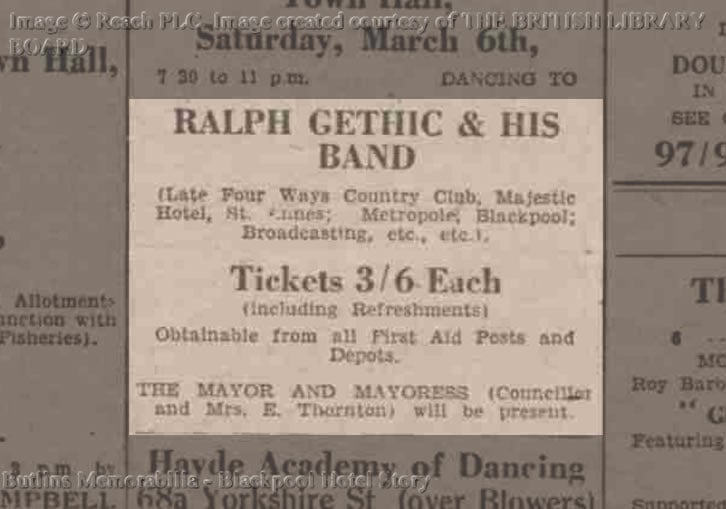 Image © Reach PLC. Image created courtesy of THE BRITISH LIBRARY
BOARD.
Town Hall,
Saturday, March 6th,
7 30 to 11 p.m. DANCING TO
RALPH GETHIC & HIS
BAND
(Late Four Ways Country Club, Majestic
Hotel, St. Annes; Metropole, Blackpool;
Broadcasting, etc., etc.).
Tickets 3/6 Each
(including Refreshments)
Obtainable from all First Aid Posts and
Depots.
THE MAYOR AND MAYORESS (Councillor
and Mrs. E. Thornton) will be present.
Hayde Academy of Dancing
68a Yorkshire St. (over Blowers)
wn Hall,
Allotments
nction with
Fisheries).
3 p.m. by
MPBELL
DOU
IN
SEE
97/9
Th
6
MO
Roy Barb
"G
Featuring
Supported
Butlins Memorabilia - Blackpool Hotel Story